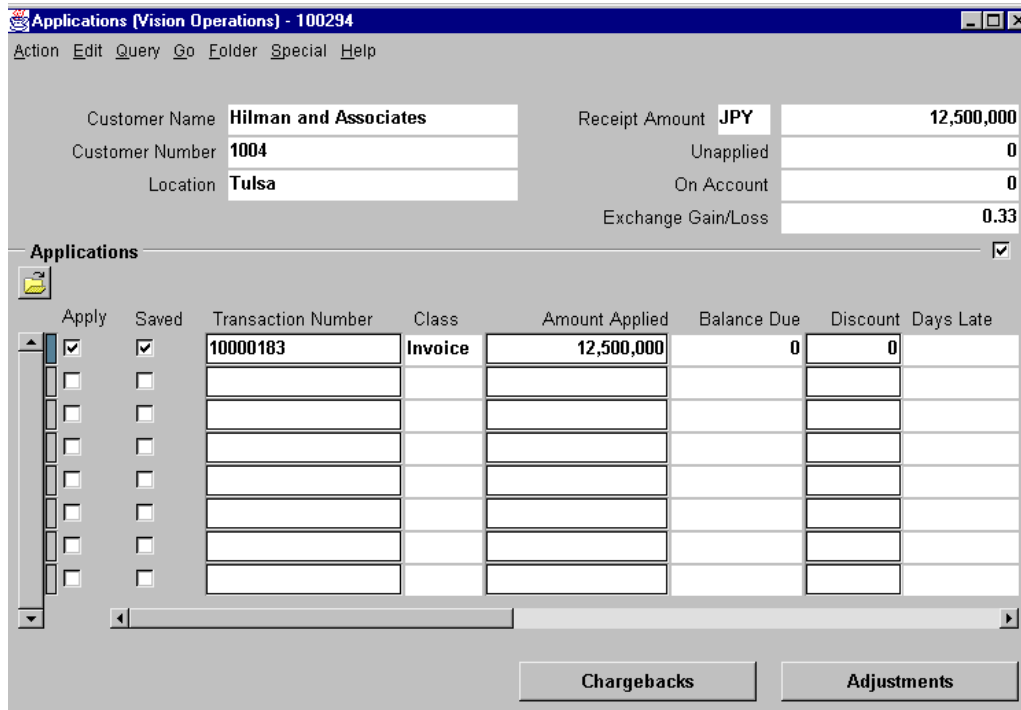 Applications (Vision Operations) - 100294
Action Edit Query Go Folder Special Help
Customer Name Hilman and Associates Receipt Amount JPY 12,500,000
Customer Number 1004 Unapplied 0
Location Tulsa On Account 0
Exchange Gain/Loss 0.33
Applications
Apply Saved Transaction Number Class Amount Applied Balance Due Discount Days Late
10000183 Invoice 12,500,000 0 0
Chargebacks Adjustments